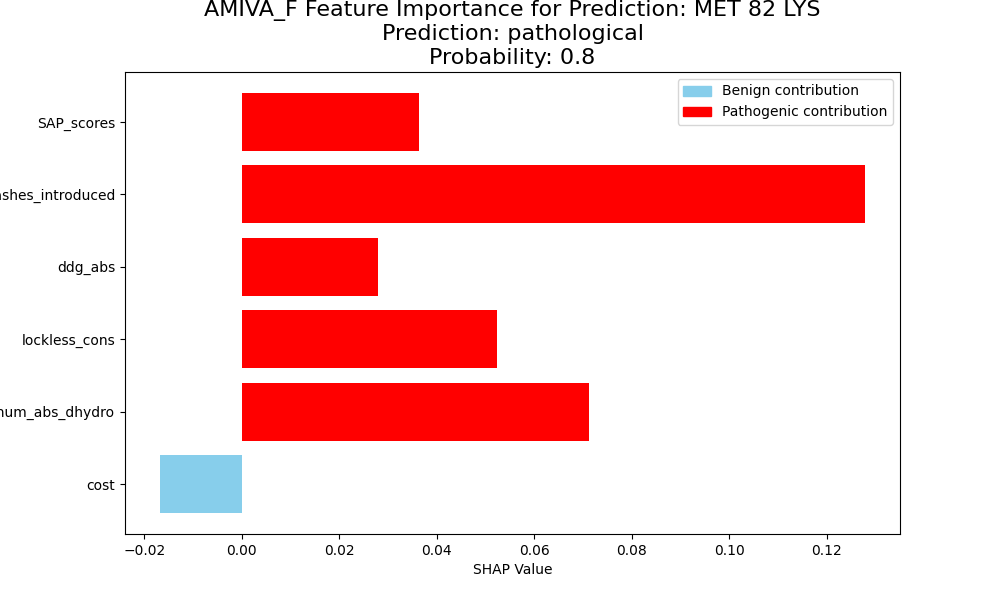 AMIVA_F Feature Importance for Prediction: MET 82 LYS
Prediction: pathological
Probability: 0.8
Benign contribution
Pathogenic contribution
SAP_scores
shes_introduced
ddg_abs
lockless_cons
num_abs_dhydro
cost
−0.02 0.00 0.02 0.04 0.06 0.08 0.10 0.12
SHAP Value